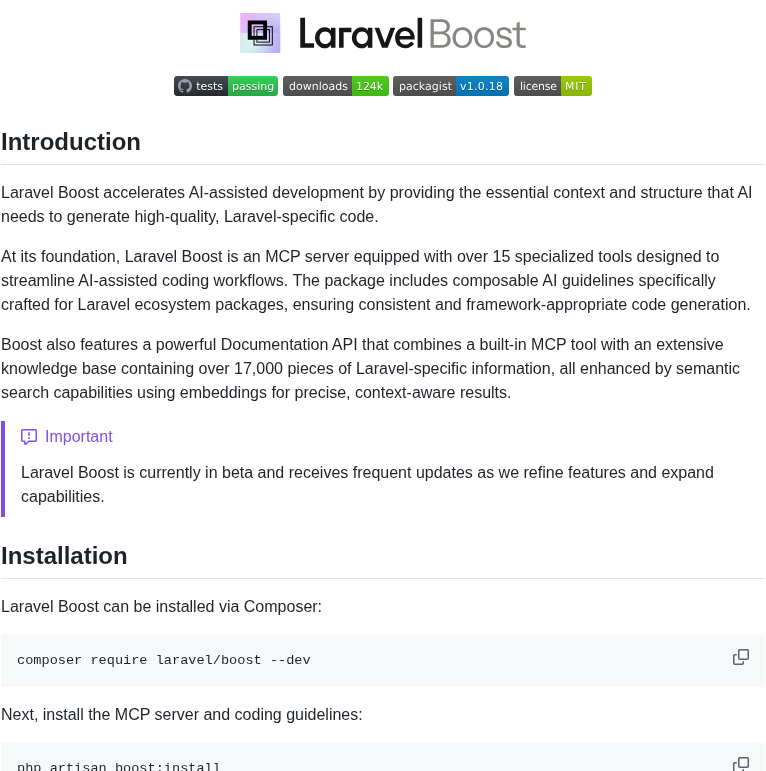 Laravel Boost
tests passing downloads 124k packagist v1.0.18 license MIT
Introduction
Laravel Boost accelerates AI-assisted development by providing the essential context and structure that AI
needs to generate high-quality, Laravel-specific code.
At its foundation, Laravel Boost is an MCP server equipped with over 15 specialized tools designed to
streamline AI-assisted coding workflows. The package includes composable AI guidelines specifically
crafted for Laravel ecosystem packages, ensuring consistent and framework-appropriate code generation.
Boost also features a powerful Documentation API that combines a built-in MCP tool with an extensive
knowledge base containing over 17,000 pieces of Laravel-specific information, all enhanced by semantic
search capabilities using embeddings for precise, context-aware results.
Important
Laravel Boost is currently in beta and receives frequent updates as we refine features and expand
capabilities.
Installation
Laravel Boost can be installed via Composer:
composer require laravel/boost --dev
Next, install the MCP server and coding guidelines:
php artisan boost:install